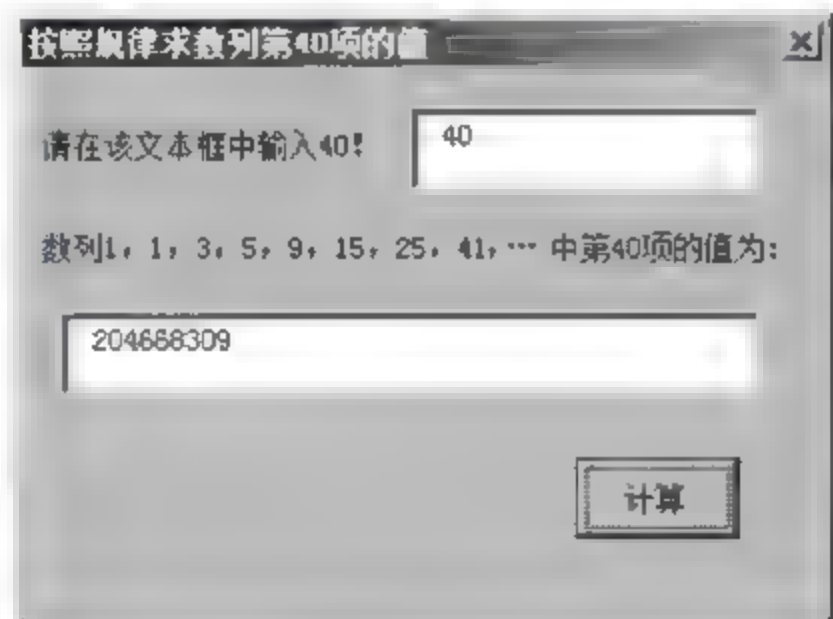 按照规律求数列第40项的值
请在该文本框中输入40!
40
数列1, 1, 3, 5, 9, 15, 25, 41, … 中第40项的值为:
204668309
计算